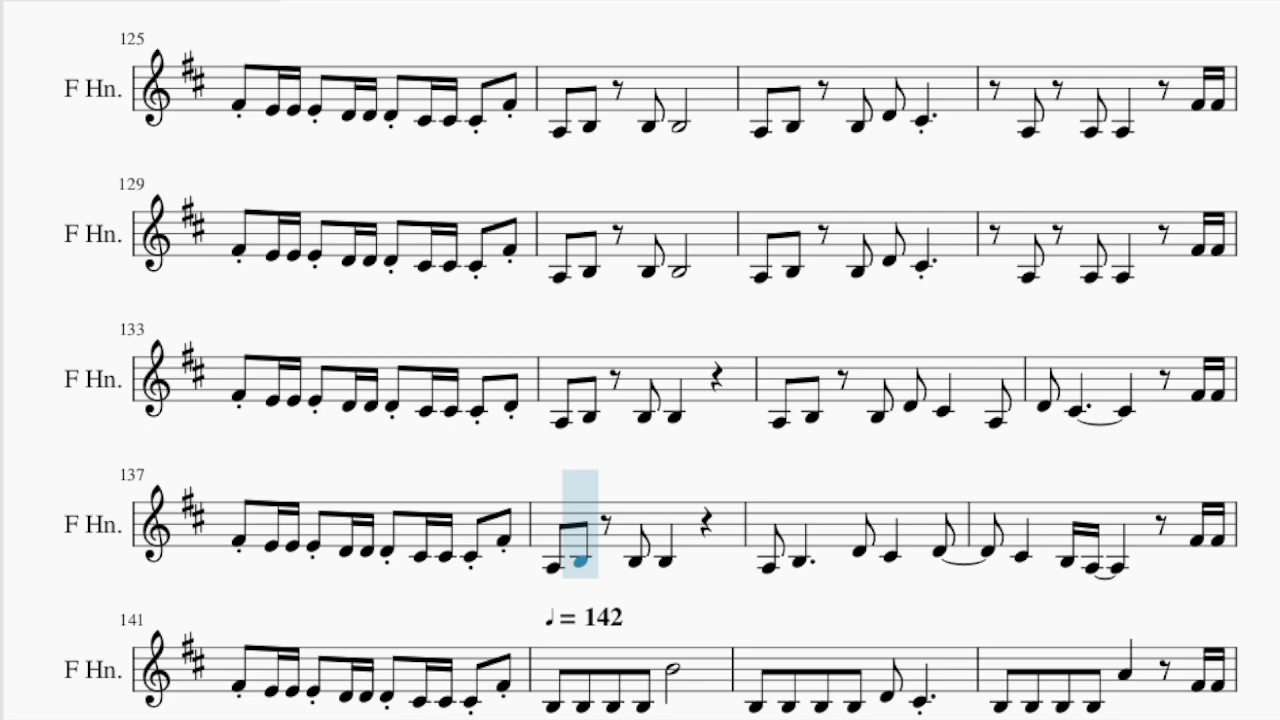 125
F Hn.
129
F Hn.
133
F Hn.
137
F Hn.
141
♩ = 142
F Hn.